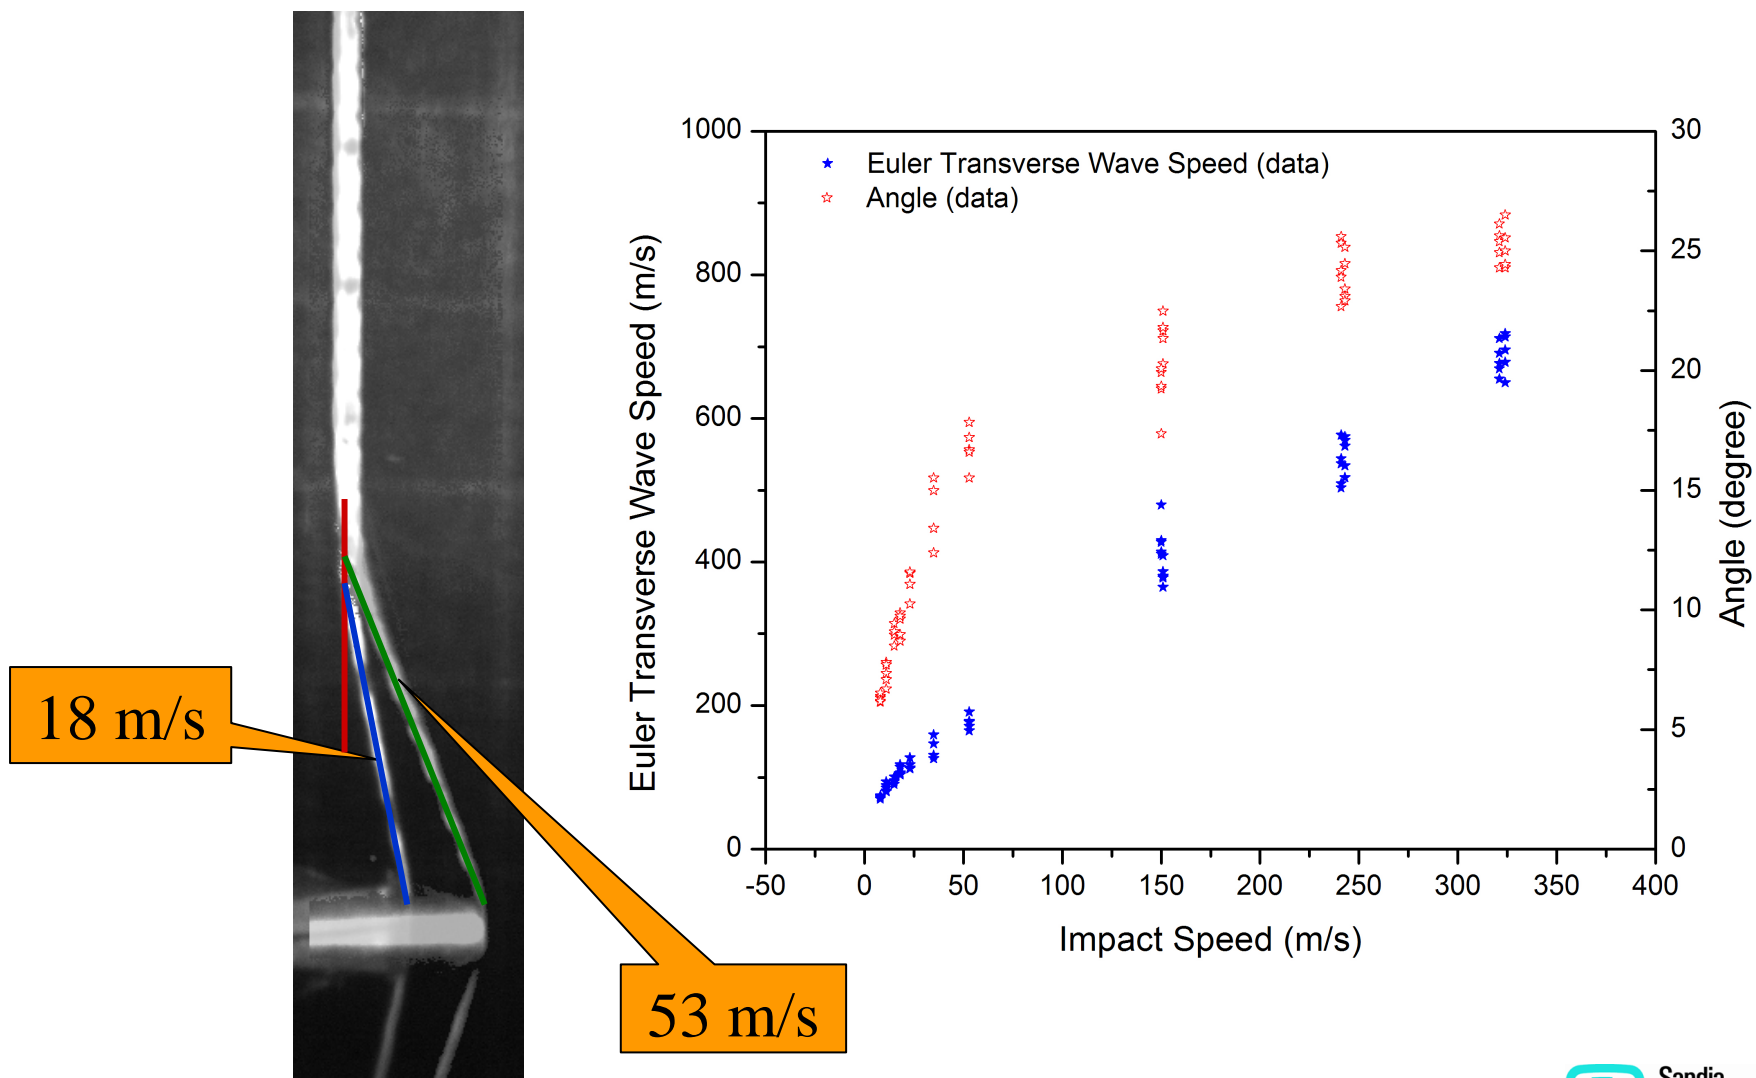 18 m/s
53 m/s
Euler Transverse Wave Speed (data)
Angle (data)
Euler Transverse Wave Speed (m/s)
1000
800
600
400
200
0
30
25
20
15
10
5
0
Angle (degree)
-50 0 50 100 150 200 250 300 350 400
Impact Speed (m/s)
Sandia